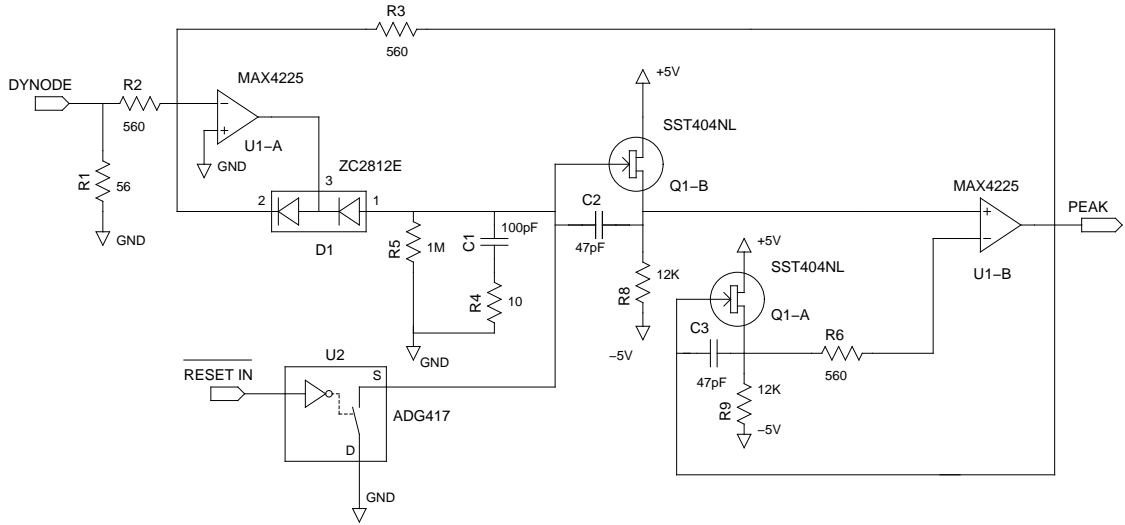 R3
560
DYNODE
R2
560
MAX4225
−
+
U1−A
GND
R1
56
GND
ZC2812E
3
2
1
D1
R5
1M
C1
100pF
R4
10
GND
C2
47pF
+5V
SST404NL
Q1−B
R8
12K
−5V
MAX4225
+
−
U1−B
PEAK
+5V
SST404NL
Q1−A
C3
47pF
R6
560
R9
12K
−5V
RESET IN
U2
S
D
ADG417
GND